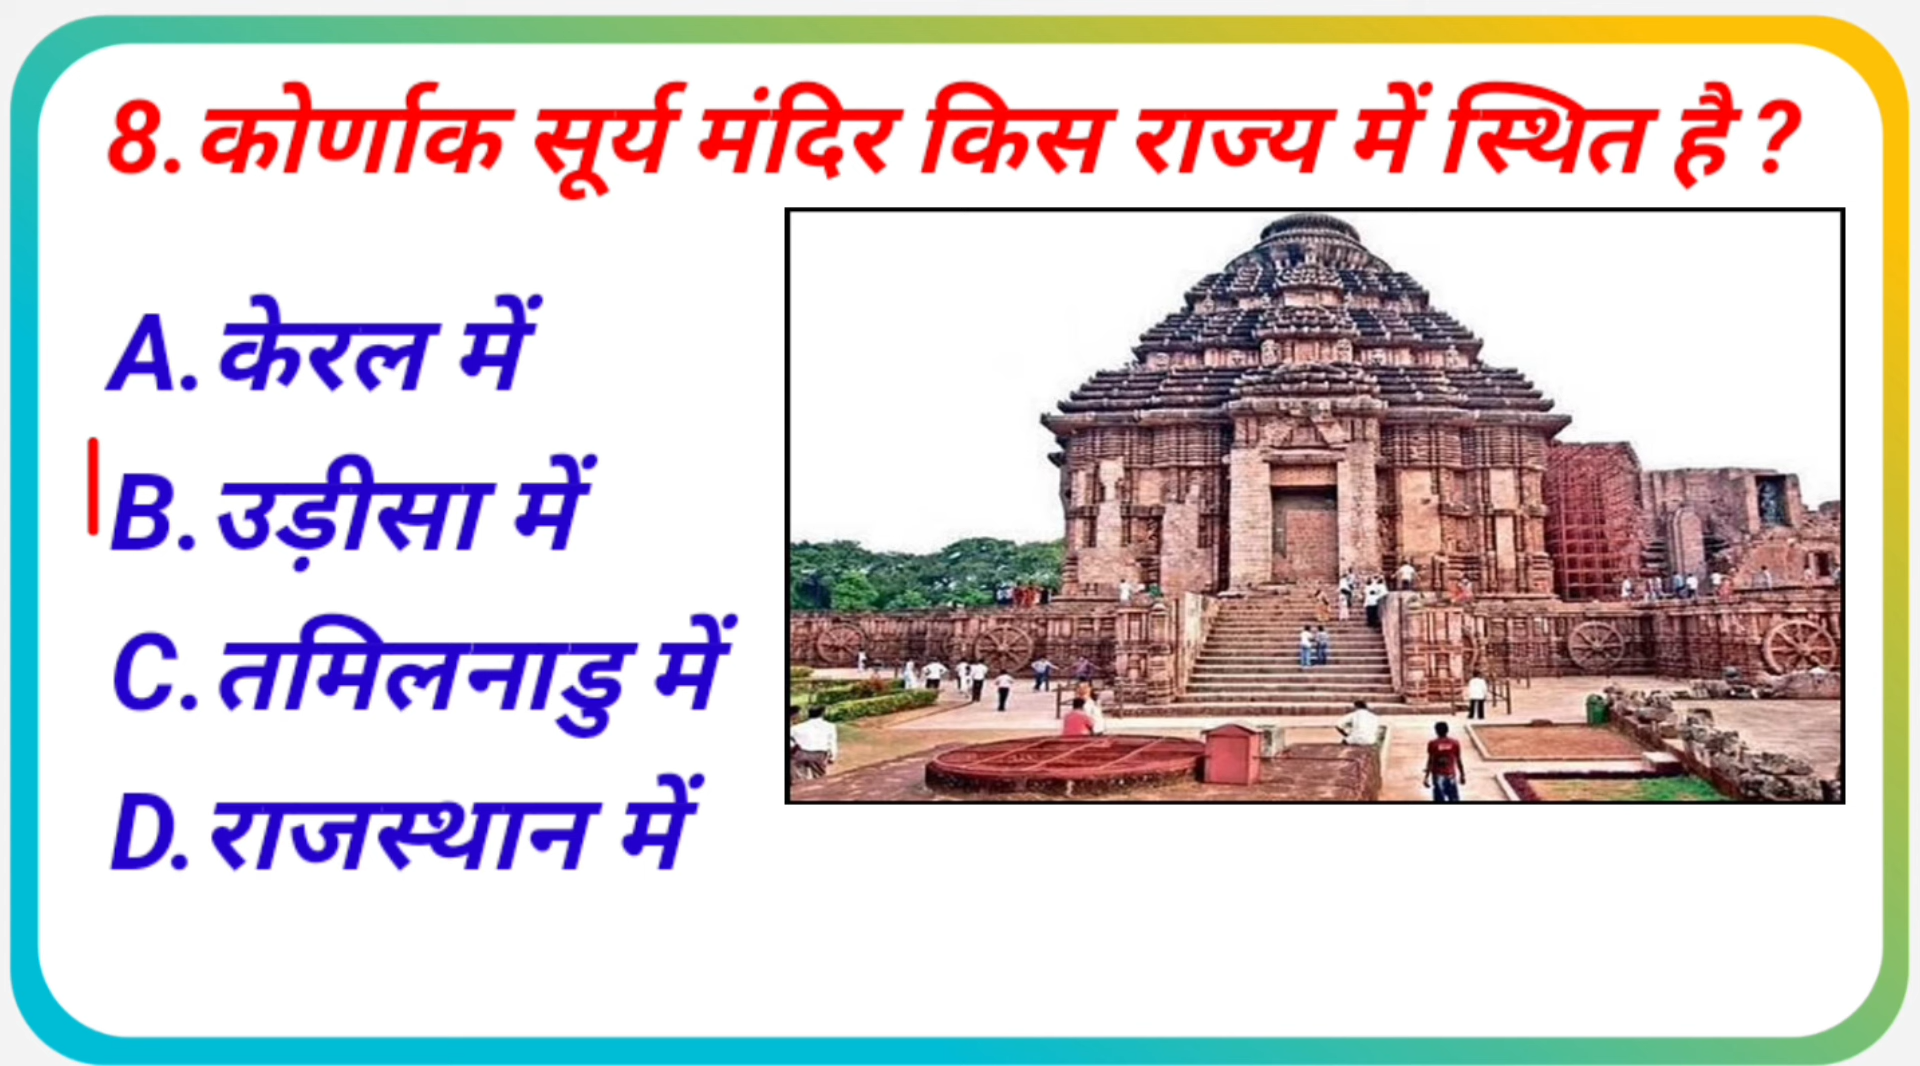 8. कोर्णाक सूर्य मंदिर किस राज्य में स्थित है ?
A. केरल में
B. उड़ीसा में
C. तमिलनाडु में
D. राजस्थान में